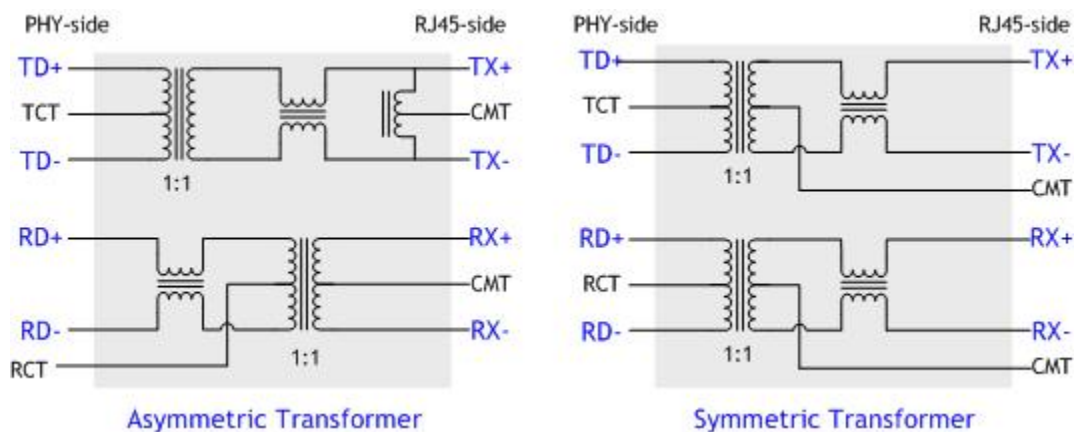 PHY-side RJ45-side
TD+ TX+
TCT CMT
TD- TX-
1:1
RD+ RX+
CMT
RD- RX-
RCT 1:1
Asymmetric Transformer
PHY-side RJ45-side
TD+ TX+
TCT
TD- TX-
1:1 CMT
RD+ RX+
RCT
RD- RX-
1:1 CMT
Symmetric Transformer